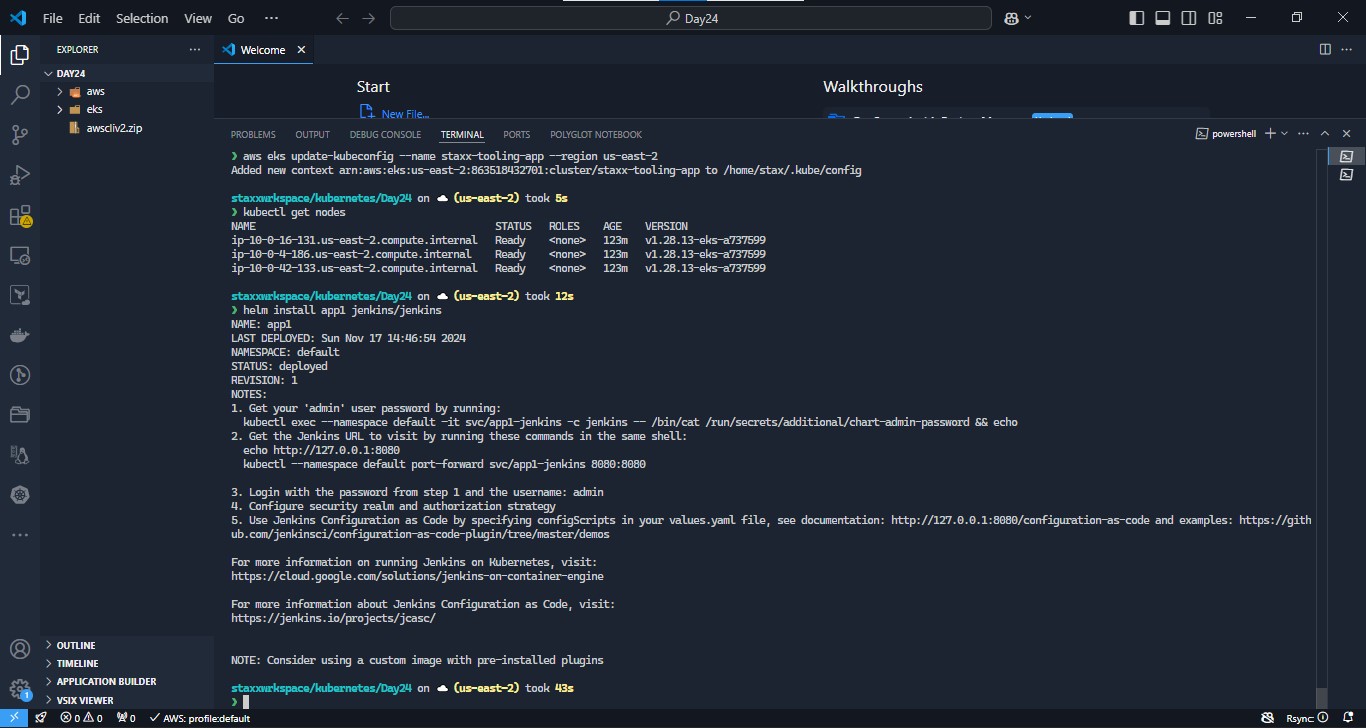 File Edit Selection View Go ··· Day24
EXPLORER ···
DAY24
aws
eks
awscliv2.zip
OUTLINE
TIMELINE
APPLICATION BUILDER
VSIX VIEWER
Welcome
Start
New File...
Walkthroughs
PROBLEMS OUTPUT DEBUG CONSOLE TERMINAL PORTS POLYGLOT NOTEBOOK powershell
❯ aws eks update-kubeconfig --name staxx-tooling-app --region us-east-2
Added new context arn:aws:eks:us-east-2:863518432701:cluster/staxx-tooling-app to /home/stax/.kube/config
staxxwrkspace/kubernetes/Day24 on (us-east-2) took 5s
❯ kubectl get nodes
NAME STATUS ROLES AGE VERSION
ip-10-0-16-131.us-east-2.compute.internal Ready <none> 123m v1.28.13-eks-a737599
ip-10-0-4-186.us-east-2.compute.internal Ready <none> 123m v1.28.13-eks-a737599
ip-10-0-42-133.us-east-2.compute.internal Ready <none> 123m v1.28.13-eks-a737599
staxxwrkspace/kubernetes/Day24 on (us-east-2) took 12s
❯ helm install app1 jenkins/jenkins
NAME: app1
LAST DEPLOYED: Sun Nov 17 14:46:54 2024
NAMESPACE: default
STATUS: deployed
REVISION: 1
NOTES:
1. Get your 'admin' user password by running:
kubectl exec --namespace default -it svc/app1-jenkins -c jenkins -- /bin/cat /run/secrets/additional/chart-admin-password && echo
2. Get the Jenkins URL to visit by running these commands in the same shell:
echo http://127.0.0.1:8080
kubectl --namespace default port-forward svc/app1-jenkins 8080:8080
3. Login with the password from step 1 and the username: admin
4. Configure security realm and authorization strategy
5. Use Jenkins Configuration as Code by specifying configScripts in your values.yaml file, see documentation: http://127.0.0.1:8080/configuration-as-code and examples: https://gith
ub.com/jenkinsci/configuration-as-code-plugin/tree/master/demos
For more information on running Jenkins on Kubernetes, visit:
https://cloud.google.com/solutions/jenkins-on-container-engine
For more information about Jenkins Configuration as Code, visit:
https://jenkins.io/projects/jcasc/
NOTE: Consider using a custom image with pre-installed plugins
staxxwrkspace/kubernetes/Day24 on (us-east-2) took 43s
❯
1
0 0 0 AWS: profile:default Rsync: